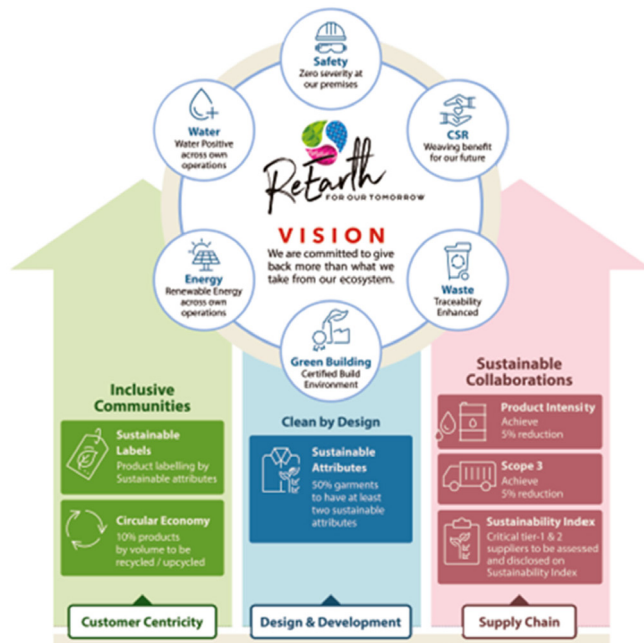 Safety
Zero severity at
our premises
Water
Water Positive
across own
operations
CSR
Weaving benefit
for our future
ReEarth
FOR OUR TOMORROW
VISION
We are committed to give
back more than what we
take from our ecosystem.
Energy
Renewable Energy
across own
operations
Waste
Traceability
Enhanced
Green Building
Certified Build
Environment
Inclusive
Communities
Sustainable
Labels
Product labelling by
Sustainable attributes
Circular Economy
10% products
by volume to be
recycled / upcycled
Customer Centricity
Clean by Design
Sustainable
Attributes
50% garments
to have at least
two sustainable
attributes
Design & Development
Sustainable
Collaborations
Product Intensity
Achieve
5% reduction
Scope 3
Achieve
5% reduction
Sustainability Index
Critical tier-1 & 2
suppliers to be assessed
and disclosed on
Sustainability Index
Supply Chain